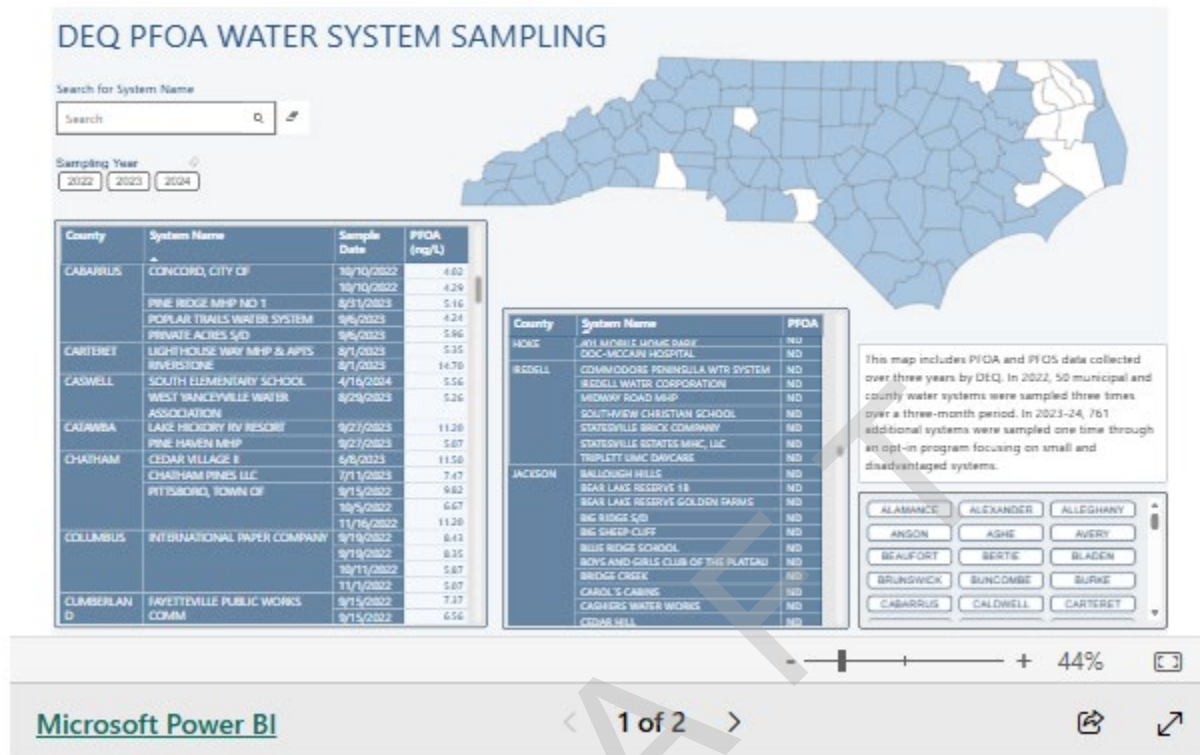 DEQ PFOA WATER SYSTEM SAMPLING
Search for System Name
Search
Sampling Year
2022 2023 2024
County System Name Sample Date PFOA (ng/L)
CABARRUS CONCORD, CITY OF 10/10/2022 4.02
10/10/2022 4.29
PINE RIDGE MHP NO 1 8/31/2023 5.16
POPLAR TRAILS WATER SYSTEM 9/6/2023 4.24
PRIVATE ACRES S/D 9/6/2023 5.96
CARTERET LIGHTHOUSE WAY MHP & APTS 8/1/2023 5.35
RIVERSTONE 8/1/2023 14.70
CASWELL SOUTH ELEMENTARY SCHOOL 4/16/2024 5.56
WEST YANCEYVILLE WATER ASSOCIATION 8/29/2023 5.26
CATAWBA LAKE HICKORY RV RESORT 9/27/2023 11.20
PINE HAVEN MHP 9/27/2023 5.07
CHATHAM CEDAR VILLAGE II 6/8/2023 11.50
CHATHAM PINES LLC 7/11/2023 7.47
PITTSBORO, TOWN OF 9/15/2022 9.82
10/5/2022 6.67
11/16/2022 11.20
COLUMBUS INTERNATIONAL PAPER COMPANY 9/19/2022 8.43
9/19/2022 8.35
10/11/2022 5.87
11/1/2022 5.07
CUMBERLAN
D FAYETTEVILLE PUBLIC WORKS COMM 9/15/2022 7.37
9/15/2022 6.56
County System Name PFOA
HOKE 401 MOBILE HOME PARK ND
DOC-MCCAIN HOSPITAL ND
IREDELL COMMODORE PENINSULA WTR SYSTEM ND
IREDELL WATER CORPORATION ND
MIDWAY ROAD MHP ND
SOUTHVIEW CHRISTIAN SCHOOL ND
STATESVILLE BRICK COMPANY ND
STATESVILLE ESTATES MHC, LLC ND
TRIPLETT UMC DAYCARE ND
JACKSON BALLOUGH HILLS ND
BEAR LAKE RESERVE 1B ND
BEAR LAKE RESERVE GOLDEN FARMS ND
BIG RIDGE S/D ND
BIG SHEEP CLIFF ND
BLUE RIDGE SCHOOL ND
BOYS AND GIRLS CLUB OF THE PLATEAU ND
BRIDGE CREEK ND
CAROL'S CABINS ND
CASHIERS WATER WORKS ND
CEDAR HILL ND
This map includes PFOA and PFOS data collected
over three years by DEQ. In 2022, 50 municipal and
county water systems were sampled three times
over a three-month period. In 2023-24, 761
additional systems were sampled one time through
an opt-in program focusing on small and
disadvantaged systems.
ALAMANCE ALEXANDER ALLEGHANY
ANSON ASHE AVERY
BEAUFORT BERTIE BLADEN
BRUNSWICK BUNCOMBE BURKE
CABARRUS CALDWELL CARTERET
- + 44%
Microsoft Power BI
1 of 2